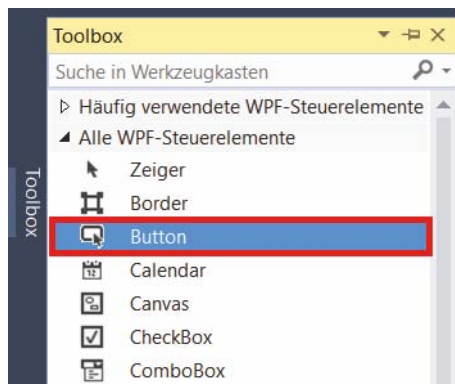 Toolbox
Suche in Werkzeugkasten
Häufig verwendete WPF-Steuerelemente
Alle WPF-Steuerelemente
Zeiger
Border
Button
12
Calendar
Canvas
CheckBox
ComboBox
Toolbox